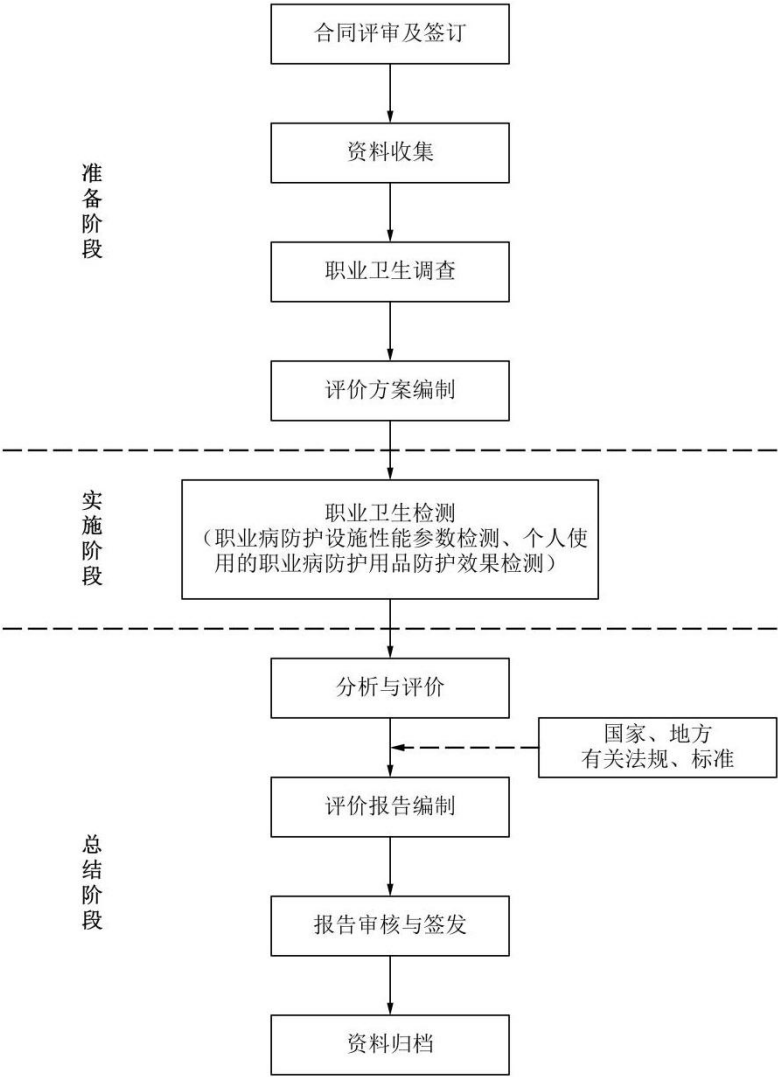 合同评审及签订
资料收集
准备阶段
职业卫生调查
评价方案编制
实施阶段
职业卫生检测
（职业病防护设施性能参数检测、个人使
用的职业病防护用品防护效果检测）
分析与评价
国家、地方
有关法规、标准
评价报告编制
总结阶段
报告审核与签发
资料归档